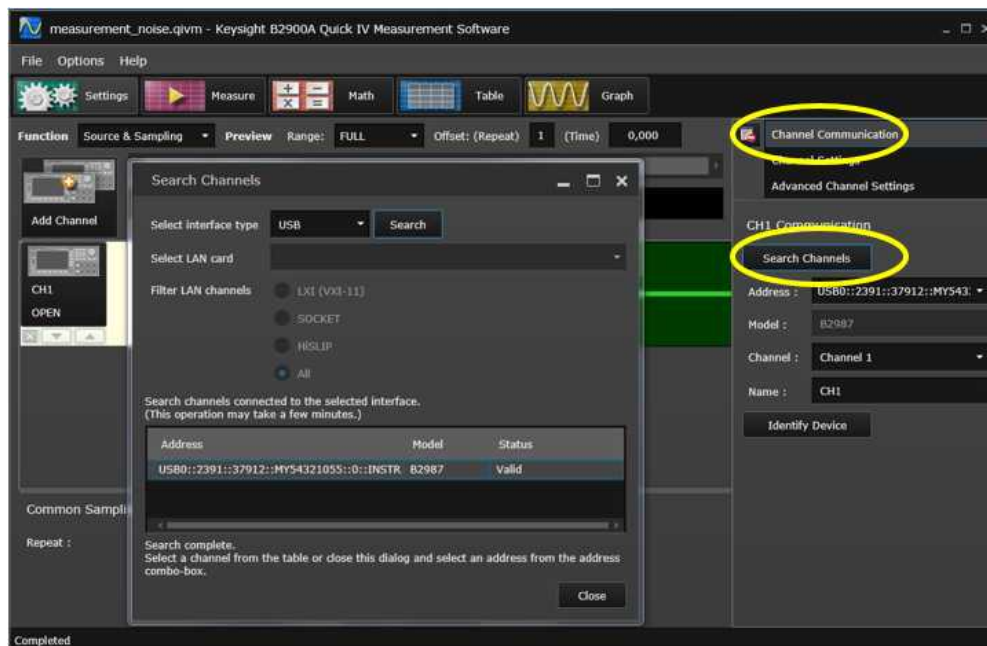 measurement_noise.qivm - Keysight B2900A Quick IV Measurement Software
File Options Help
Settings Measure Math Table Graph
Function Source & Sampling Preview Range: FULL Offset: (Repeat) 1 (Time) 0,000
Channel Communication
Channel Settings
Advanced Channel Settings
Add Channel
CH1
OPEN
Search Channels
Select interface type USB Search
Select LAN card
Filter LAN channels LXI (VXI-11)
SOCKET
HiSLIP
All
Search channels connected to the selected interface.
(This operation may take a few minutes.)
Address Model Status
USB0::2391::37912::MY54321055::0::INSTR B2987 Valid
Search complete.
Select a channel from the table or close this dialog and select an address from the address
combo-box.
Close
CH1 Communication
Search Channels
Address : USB0::2391::37912::MY543
Model : B2987
Channel : Channel 1
Name : CH1
Identify Device
Common Sampli
Repeat :
Completed